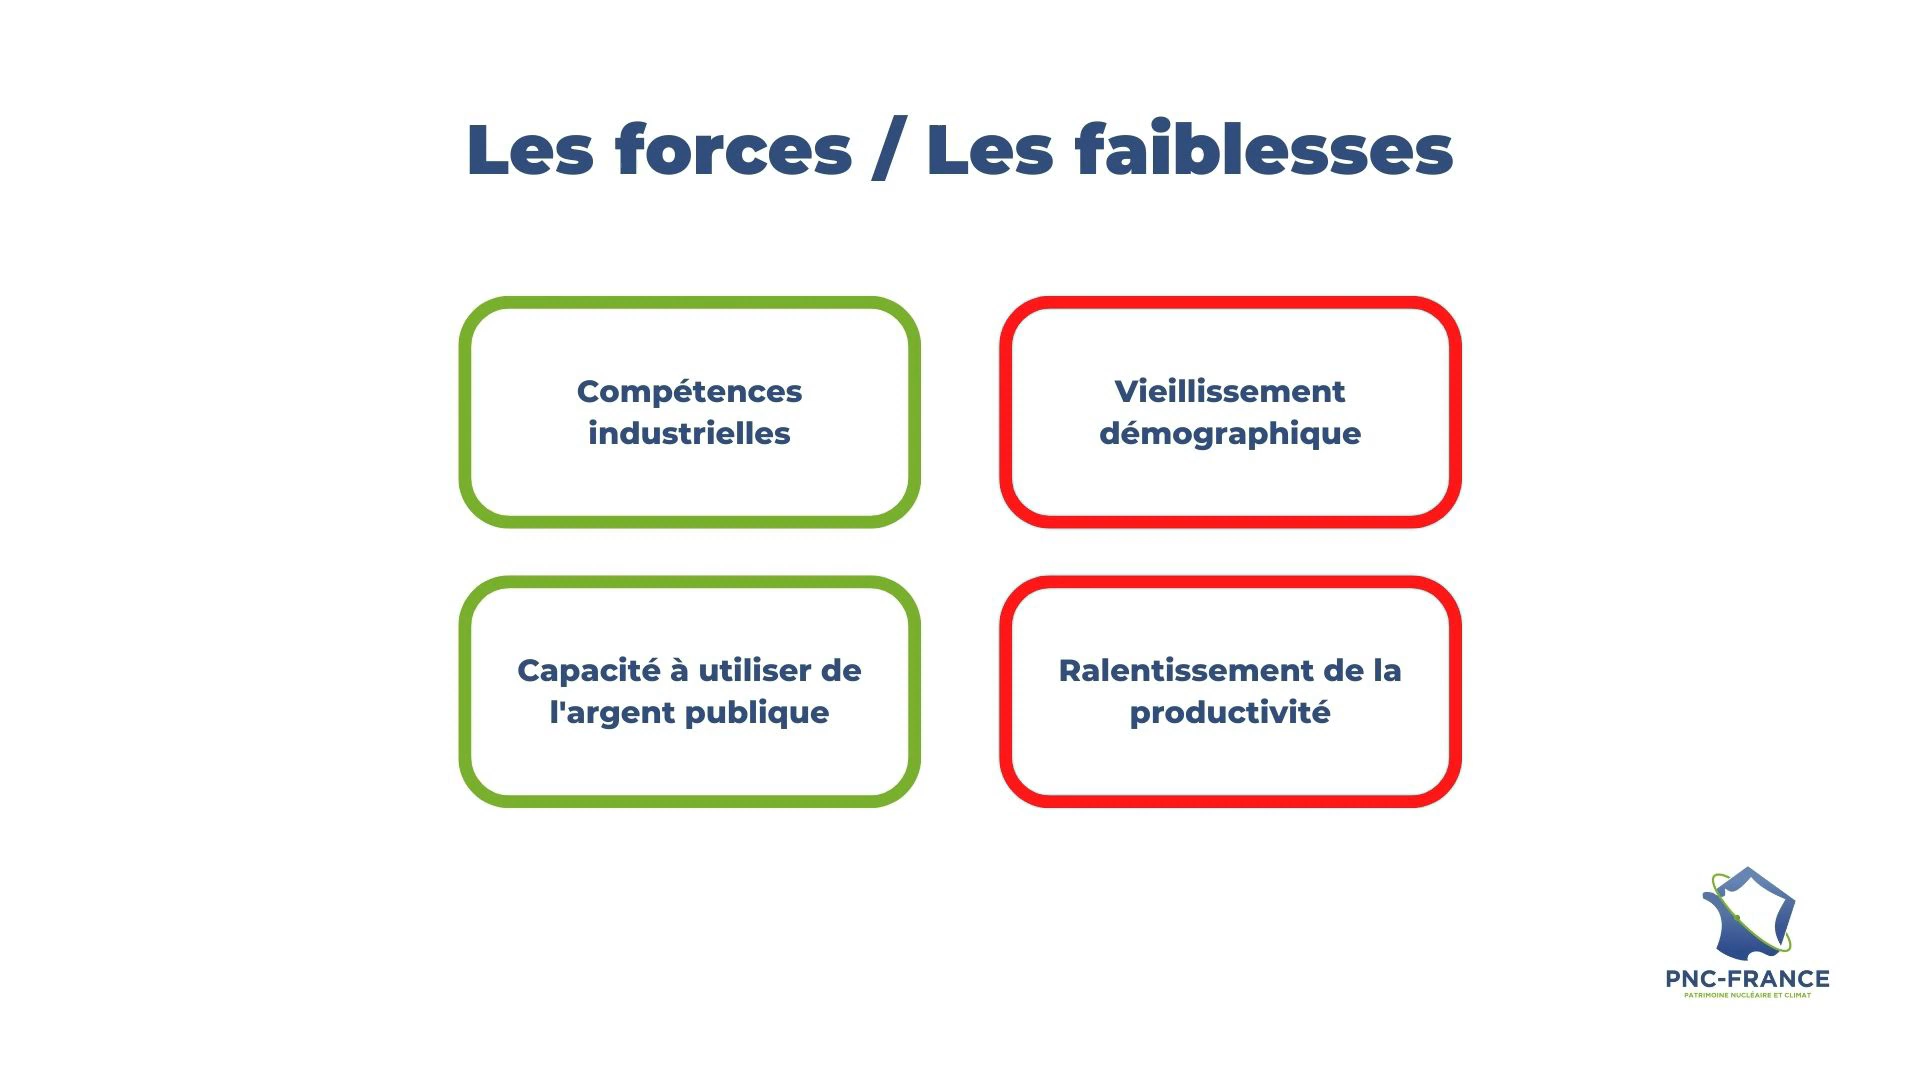 Les forces / Les faiblesses
Compétences
industrielles
Vieillissement
démographique
Capacité à utiliser de
l'argent publique
Ralentissement de la
productivité
PNC-FRANCE
PATRIMOINE NUCLÉAIRE ET CLIMAT